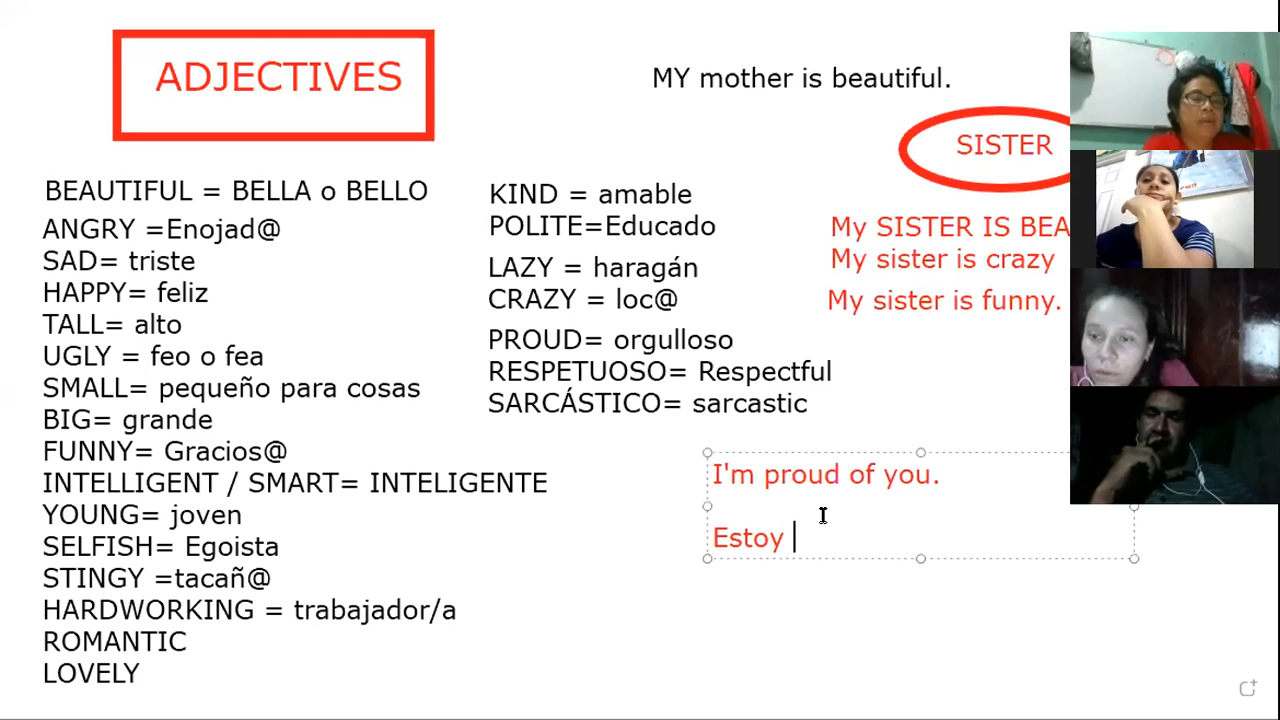 ADJECTIVES
MY mother is beautiful.
SISTER
BEAUTIFUL = BELLA o BELLO
ANGRY =Enojad@
SAD= triste
HAPPY= feliz
TALL= alto
UGLY = feo o fea
SMALL= pequeño para cosas
BIG= grande
FUNNY= Gracios@
INTELLIGENT / SMART= INTELIGENTE
YOUNG= joven
SELFISH= Egoista
STINGY =tacañ@
HARDWORKING = trabajador/a
ROMANTIC
LOVELY
KIND = amable
POLITE=Educado
LAZY = haragán
CRAZY = loc@
PROUD= orgulloso
RESPETUOSO= Respectful
SARCÁSTICO= sarcastic
My SISTER IS BEA
My sister is crazy
My sister is funny.
I'm proud of you.
Estoy